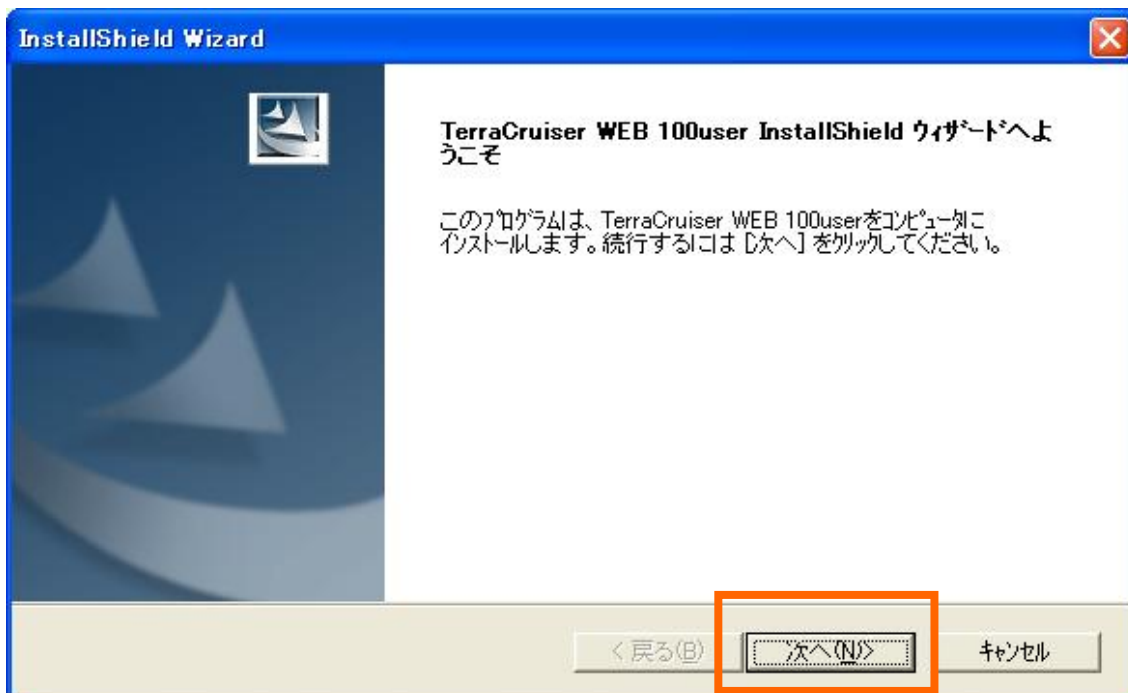 InstallShield Wizard
TerraCruiser WEB 100user InstallShield ウィザードへよ
うこそ
このプログラムは、TerraCruiser WEB 100userをコンピュータに
インストールします。続行するには [次へ] をクリックしてください。
< 戻る(B)
次へ(N)>
キャンセル